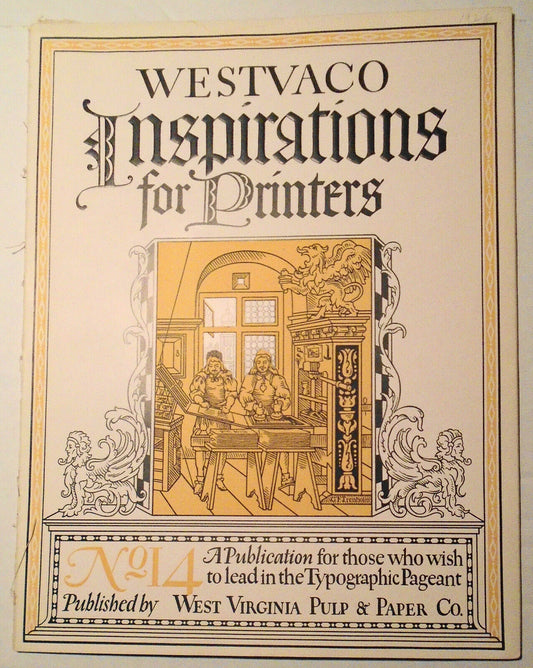 WESTVACO
Inspirations
for Printers
No 14
A Publication for those who wish
to lead in the Typographic Pageant
Published by WEST VIRGINIA PULP & PAPER CO.